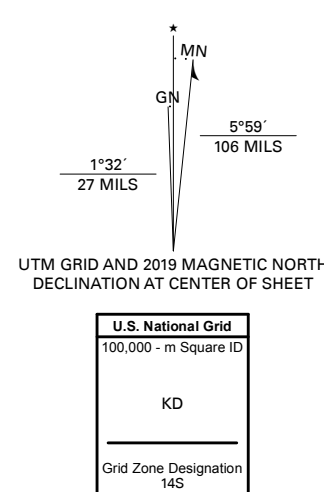 ★
MN
GN
5°59´
106 MILS
1°32´
27 MILS
UTM GRID AND 2019 MAGNETIC NORTH
DECLINATION AT CENTER OF SHEET
U.S. National Grid
100,000 - m Square ID
KD
Grid Zone Designation
14S